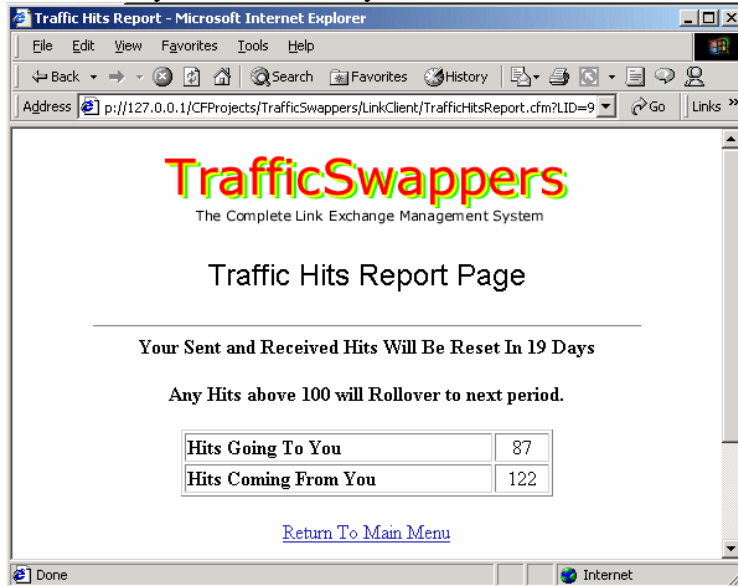 Traffic Hits Report - Microsoft Internet Explorer
File Edit View Favorites Tools Help
Back Search Favorites History
Address p://127.0.0.1/CFProjects/TrafficSwappers/LinkClient/TrafficHitsReport.cfm?LID=9 Go Links »
TrafficSwappers
The Complete Link Exchange Management System
Traffic Hits Report Page
Your Sent and Received Hits Will Be Reset In 19 Days
Any Hits above 100 will Rollover to next period.
Hits Going To You 87
Hits Coming From You 122
Return To Main Menu
Done Internet